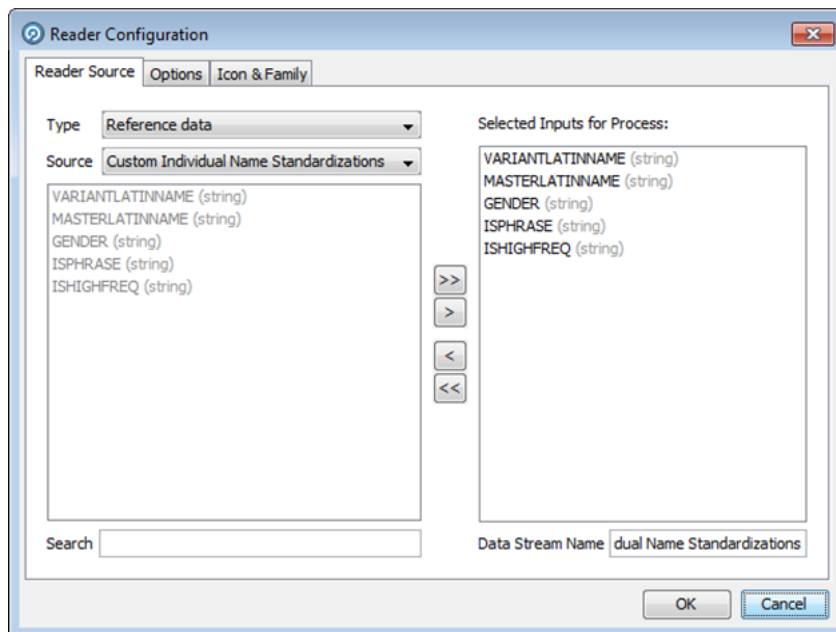 Reader Configuration
Reader Source Options Icon & Family
Type Reference data
Source Custom Individual Name Standardizations
VARIANTLATINNAME (string)
MASTERLATINNAME (string)
GENDER (string)
ISPHRASE (string)
ISHIGHFREQ (string)
Search
>>
>
<
<<
Selected Inputs for Process:
VARIANTLATINNAME (string)
MASTERLATINNAME (string)
GENDER (string)
ISPHRASE (string)
ISHIGHFREQ (string)
Data Stream Name dual Name Standardizations
OK Cancel